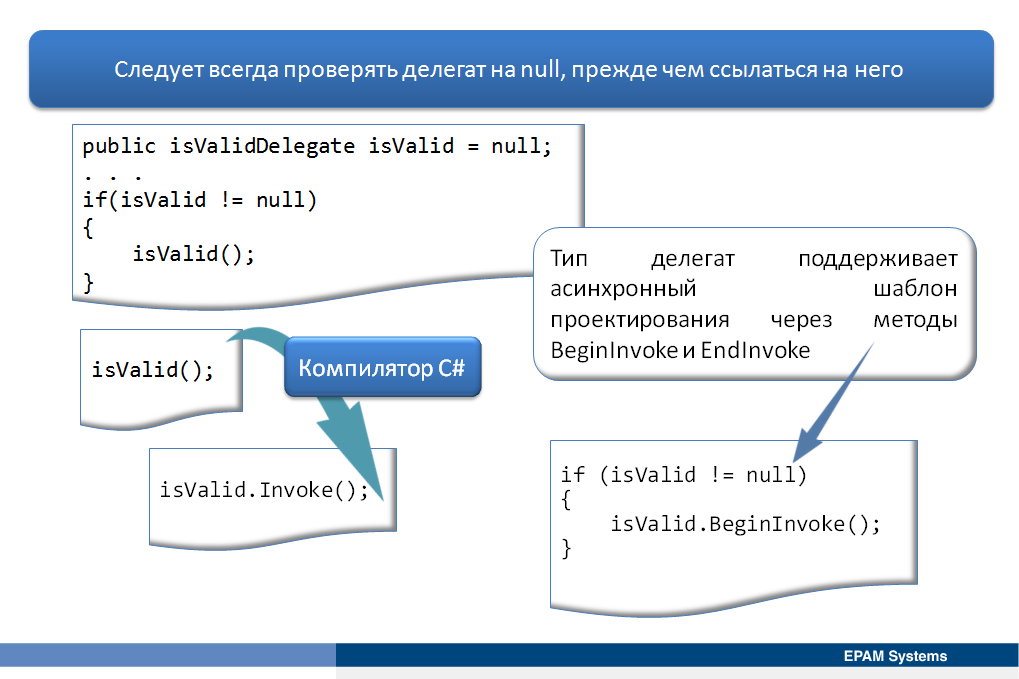 Следует всегда проверять делегат на null, прежде чем ссылаться на него
public isValidDelegate isValid = null;
. . .
if(isValid != null)
{
isValid();
}
Тип делегат поддерживает
асинхронный шаблон
проектирования через методы
BeginInvoke и EndInvoke
isValid();
Компилятор C#
isValid.Invoke();
if (isValid != null)
{
isValid.BeginInvoke();
}
EPAM Systems